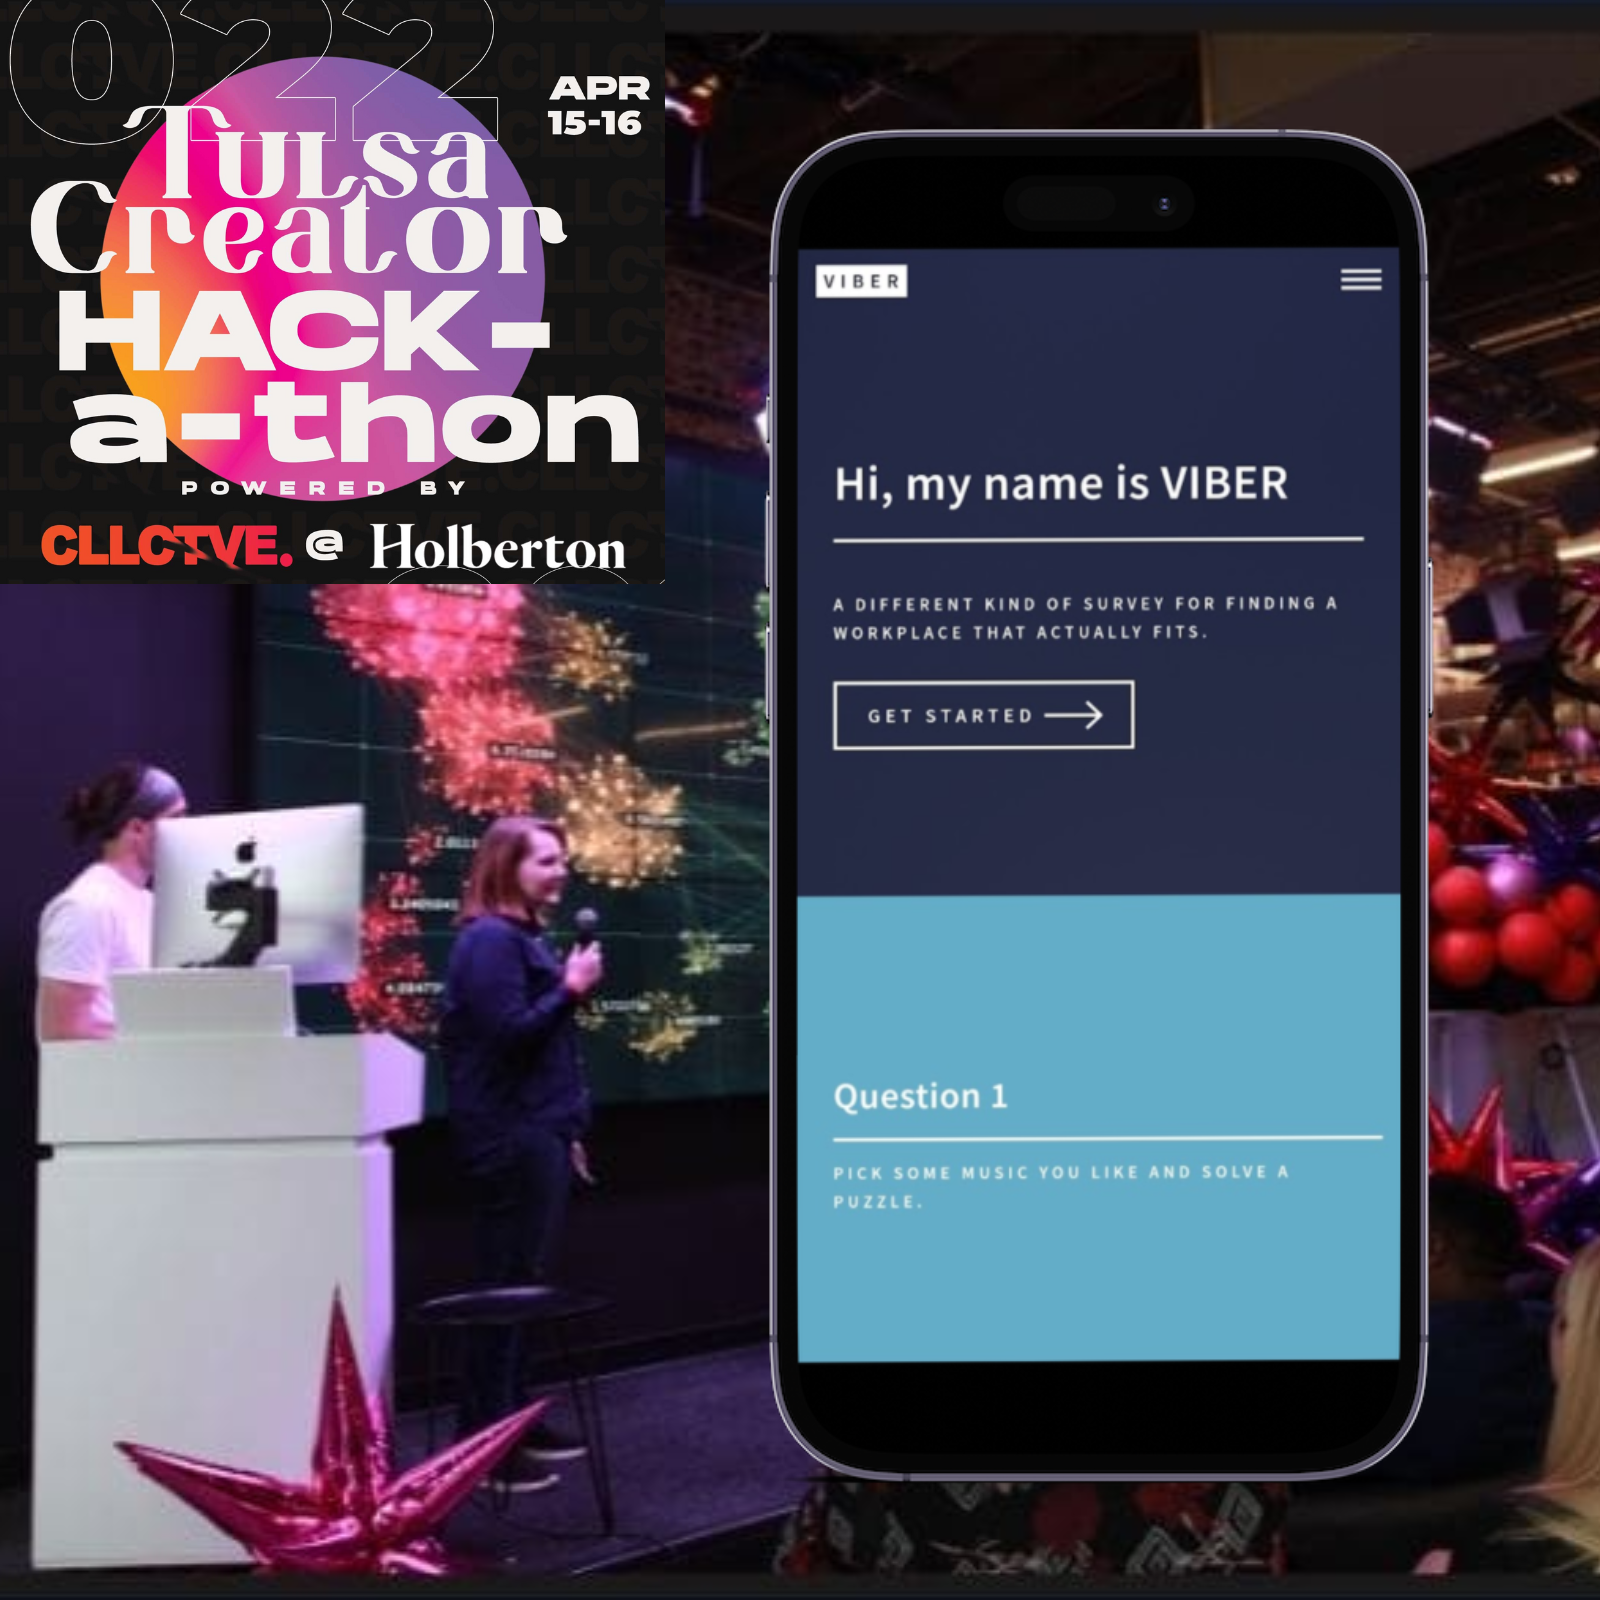 022
APR
15-16
Tulsa
Creator
HACK-
a-thon
POWERED BY
CLLCTVE. @ Holberton
VIBER
Hi, my name is VIBER
A DIFFERENT KIND OF SURVEY FOR FINDING A
WORKPLACE THAT ACTUALLY FITS.
GET STARTED
Question 1
PICK SOME MUSIC YOU LIKE AND SOLVE A
PUZZLE.